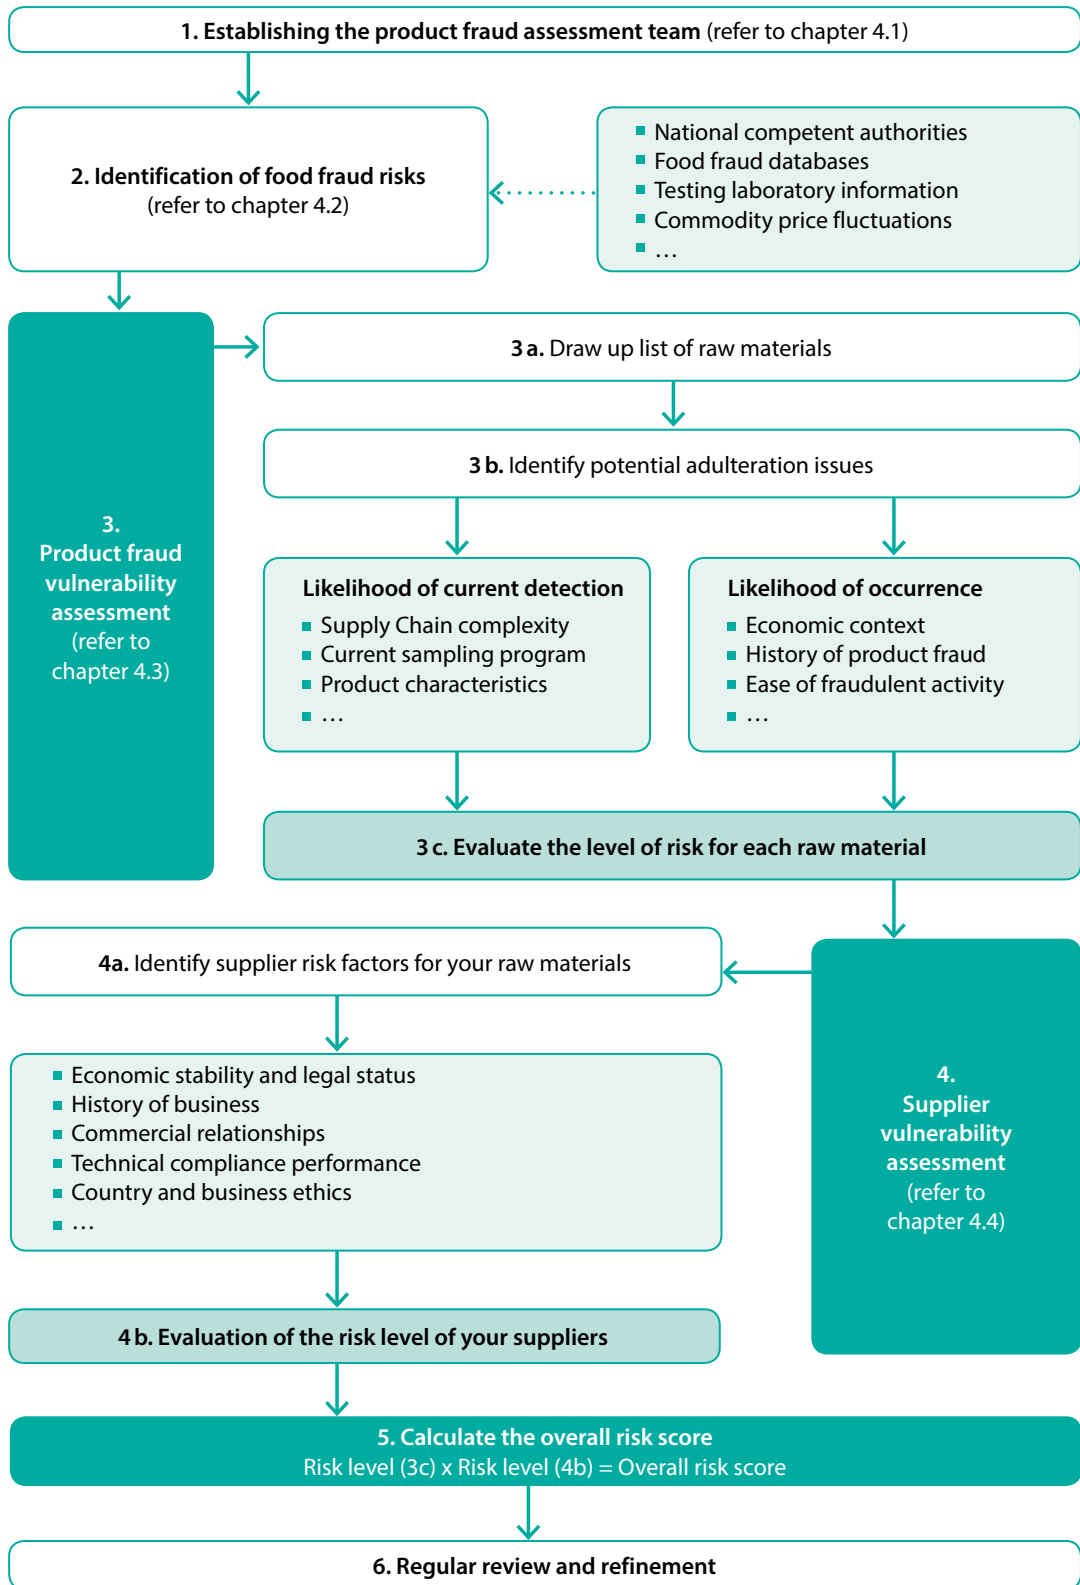 1. Establishing the product fraud assessment team (refer to chapter 4.1)
2. Identification of food fraud risks
(refer to chapter 4.2)
■ National competent authorities
■ Food fraud databases
■ Testing laboratory information
■ Commodity price fluctuations
■ …
3.
Product fraud
vulnerability
assessment
(refer to
chapter 4.3)
3 a. Draw up list of raw materials
3 b. Identify potential adulteration issues
Likelihood of current detection
■ Supply Chain complexity
■ Current sampling program
■ Product characteristics
■ …
Likelihood of occurrence
■ Economic context
■ History of product fraud
■ Ease of fraudulent activity
■ …
3 c. Evaluate the level of risk for each raw material
4.
Supplier
vulnerability
assessment
(refer to
chapter 4.4)
4a. Identify supplier risk factors for your raw materials
■ Economic stability and legal status
■ History of business
■ Commercial relationships
■ Technical compliance performance
■ Country and business ethics
■ …
4 b. Evaluation of the risk level of your suppliers
5. Calculate the overall risk score
Risk level (3c) x Risk level (4b) = Overall risk score
6. Regular review and refinement